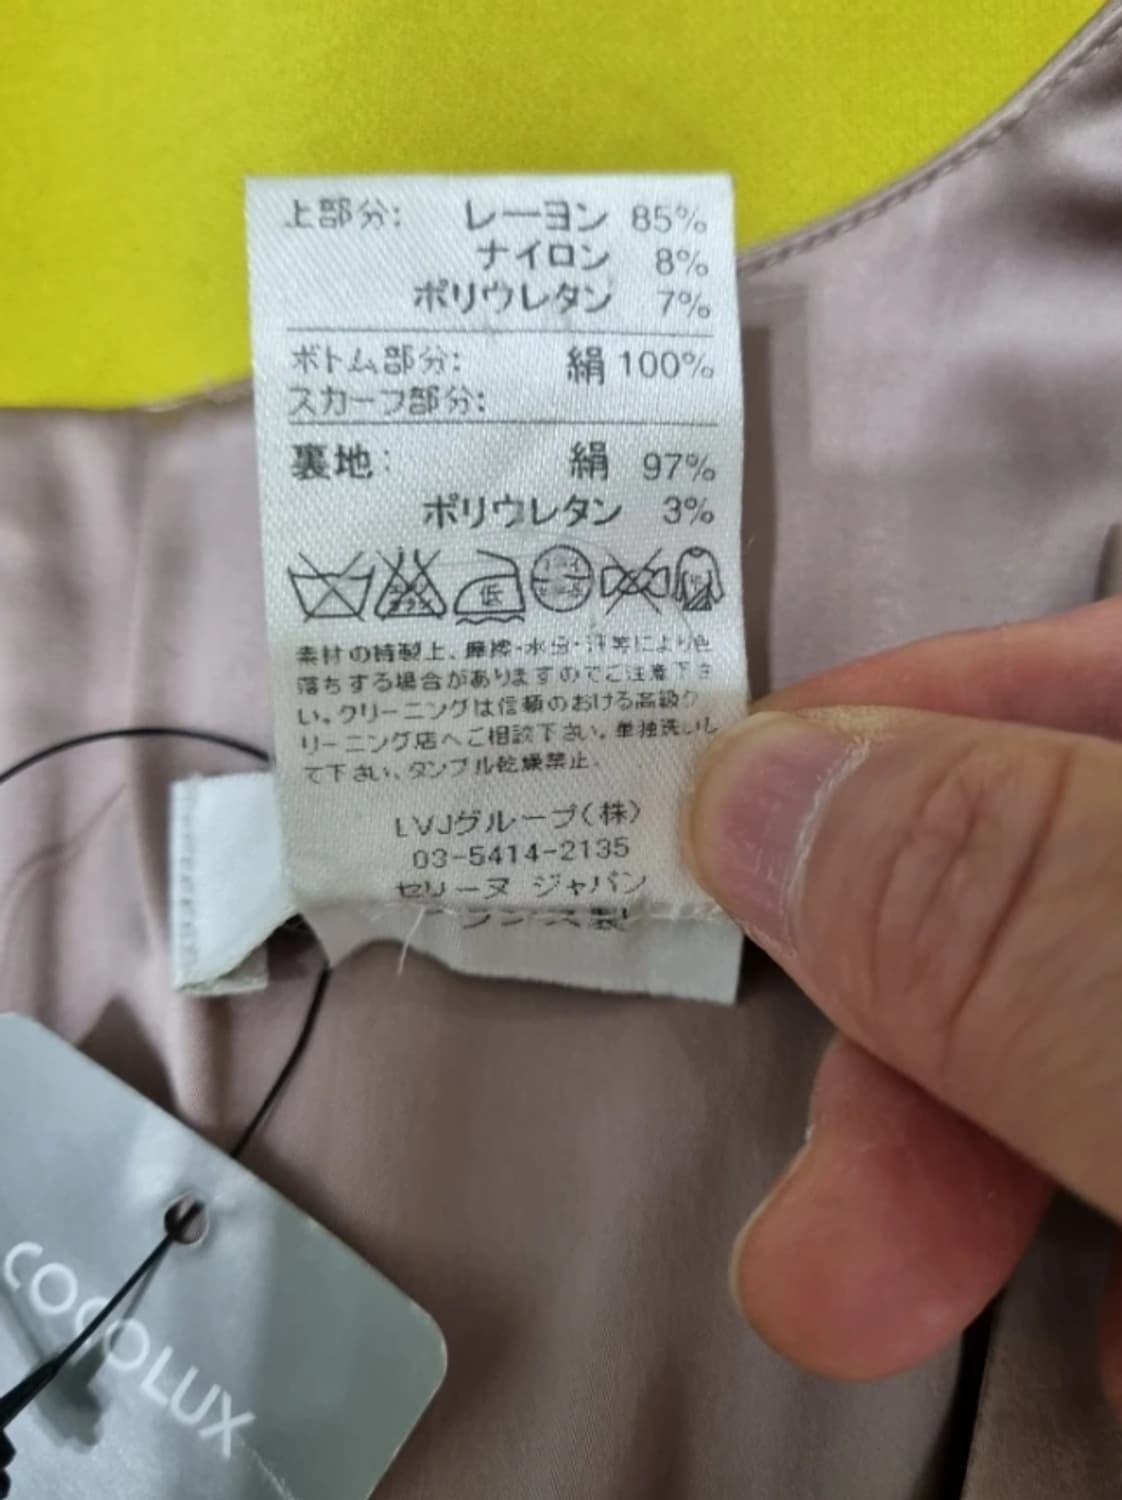 上部分: レーヨン 85%
ナイロン 8%
ポリウレタン 7%
ボトム部分: 絹 100%
スカーフ部分:
裏地: 絹 97%
ポリウレタン 3%
低
素材の特製上、摩擦・水分・汗等により色
落ちする場合がありますのでご注意下さ
い。クリーニングは信頼のおける高級ク
リーニング店へご相談下さい。単独洗いし
て下さい、タンブル乾燥禁止。
LVJグループ(株)
03-5414-2135
セリーヌ ジャパン
フランス製
COCOLUX